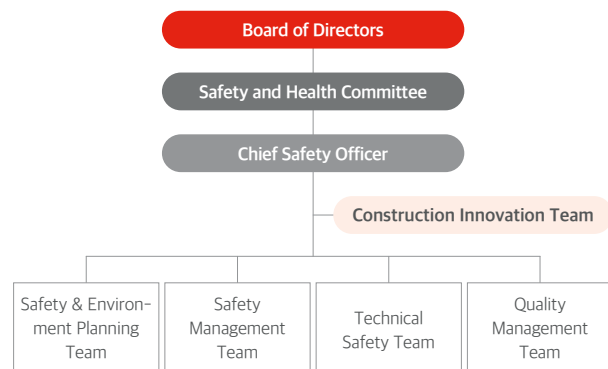 Board of Directors
Safety and Health Committee
Chief Safety Officer
Construction Innovation Team
Safety & Environ-
ment Planning
Team
Safety
Management
Team
Technical
Safety Team
Quality
Management
Team